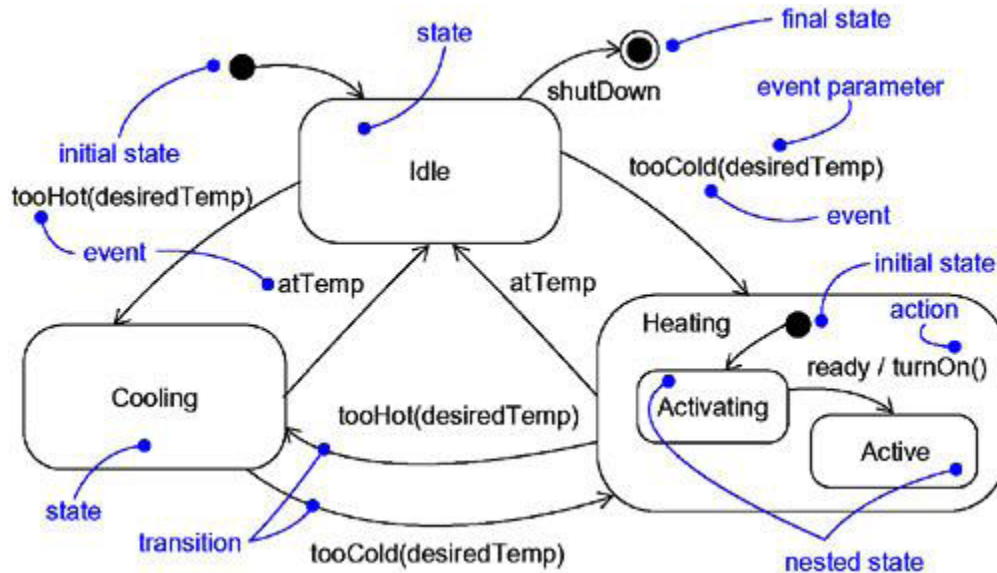 state
final state
shutDown
event parameter
initial state
Idle
tooCold(desiredTemp)
tooHot(desiredTemp)
event
event
atTemp
atTemp
initial state
Heating
action
ready / turnOn()
Cooling
Activating
tooHot(desiredTemp)
Active
state
transition
tooCold(desiredTemp)
nested state